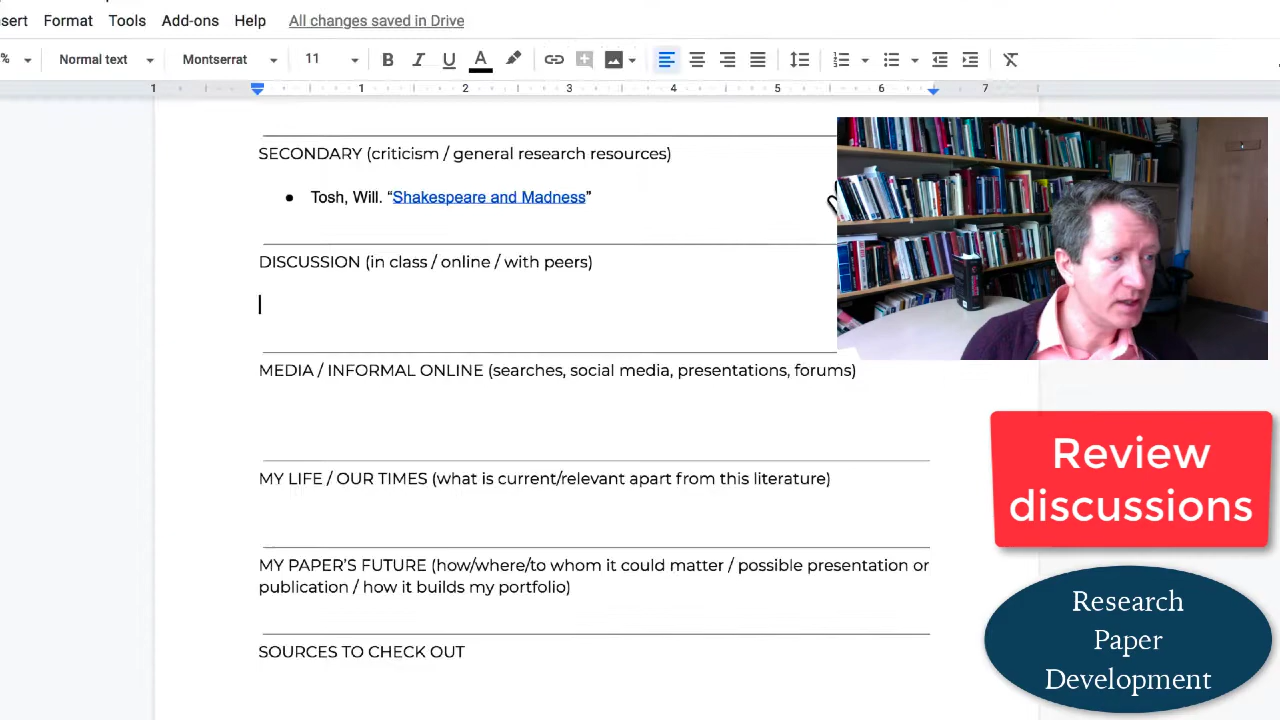 Format Tools Add-ons Help All changes saved in Drive
% Normal text Montserrat 11 B I U A
1 1 2 3 4 5 6 7
SECONDARY (criticism / general research resources)
● Tosh, Will. “Shakespeare and Madness”
DISCUSSION (in class / online / with peers)
MEDIA / INFORMAL ONLINE (searches, social media, presentations, forums)
MY LIFE / OUR TIMES (what is current/relevant apart from this literature)
MY PAPER’S FUTURE (how/where/to whom it could matter / possible presentation or
publication / how it builds my portfolio)
SOURCES TO CHECK OUT
Review
discussions
Research
Paper
Development